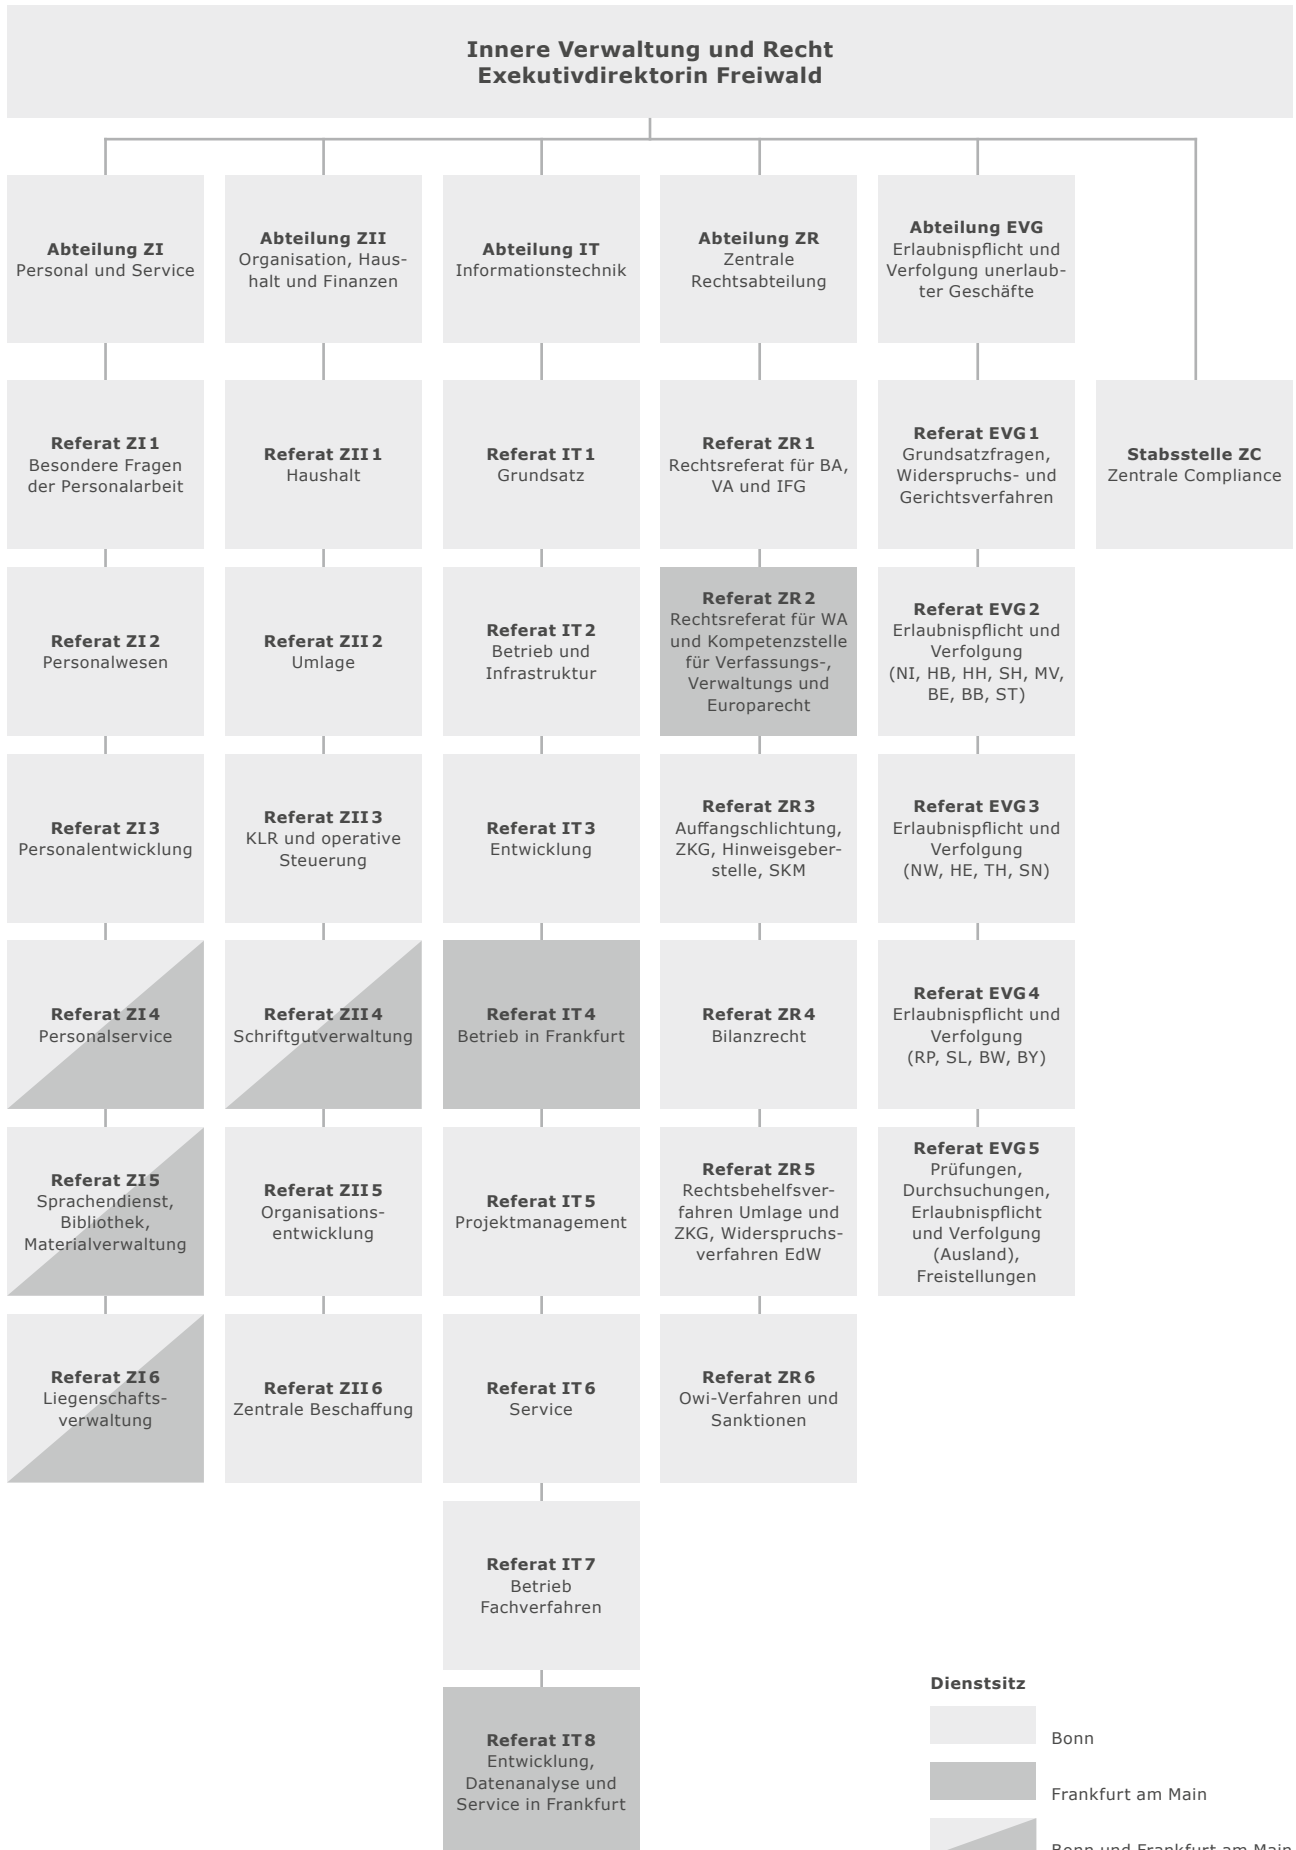 Innere Verwaltung und Recht
Exekutivdirektorin Freiwald
Abteilung ZI
Personal und Service
Abteilung ZII
Organisation, Haus-
halt und Finanzen
Abteilung IT
Informationstechnik
Abteilung ZR
Zentrale
Rechtsabteilung
Abteilung EVG
Erlaubnispflicht und
Verfolgung unerlaub-
ter Geschäfte
Referat ZI 1
Besondere Fragen
der Personalarbeit
Referat ZII 1
Haushalt
Referat IT 1
Grundsatz
Referat ZR 1
Rechtsreferat für BA,
VA und IFG
Referat EVG 1
Grundsatzfragen,
Widerspruchs- und
Gerichtsverfahren
Stabsstelle ZC
Zentrale Compliance
Referat ZI 2
Personalwesen
Referat ZII 2
Umlage
Referat IT 2
Betrieb und
Infrastruktur
Referat ZR 2
Rechtsreferat für WA
und Kompetenzstelle
für Verfassungs-,
Verwaltungs und
Europarecht
Referat EVG 2
Erlaubnispflicht und
Verfolgung
(NI, HB, HH, SH, MV,
BE, BB, ST)
Referat ZI 3
Personalentwicklung
Referat ZII 3
KLR und operative
Steuerung
Referat IT 3
Entwicklung
Referat ZR 3
Auffangschlichtung,
ZKG, Hinweisgeber-
stelle, SKM
Referat EVG 3
Erlaubnispflicht und
Verfolgung
(NW, HE, TH, SN)
Referat ZI 4
Personalservice
Referat ZII 4
Schriftgutverwaltung
Referat IT 4
Betrieb in Frankfurt
Referat ZR 4
Bilanzrecht
Referat EVG 4
Erlaubnispflicht und
Verfolgung
(RP, SL, BW, BY)
Referat ZI 5
Sprachendienst,
Bibliothek,
Materialverwaltung
Referat ZII 5
Organisations-
entwicklung
Referat IT 5
Projektmanagement
Referat ZR 5
Rechtsbehelfsver-
fahren Umlage und
ZKG, Widerspruchs-
verfahren EdW
Referat EVG 5
Prüfungen,
Durchsuchungen,
Erlaubnispflicht
und Verfolgung
(Ausland),
Freistellungen
Referat ZI 6
Liegenschafts-
verwaltung
Referat ZII 6
Zentrale Beschaffung
Referat IT 6
Service
Referat ZR 6
Owi-Verfahren und
Sanktionen
Referat IT 7
Betrieb
Fachverfahren
Referat IT 8
Entwicklung,
Datenanalyse und
Service in Frankfurt
Dienstsitz
Bonn
Frankfurt am Main
Bonn und Frankfurt am Main